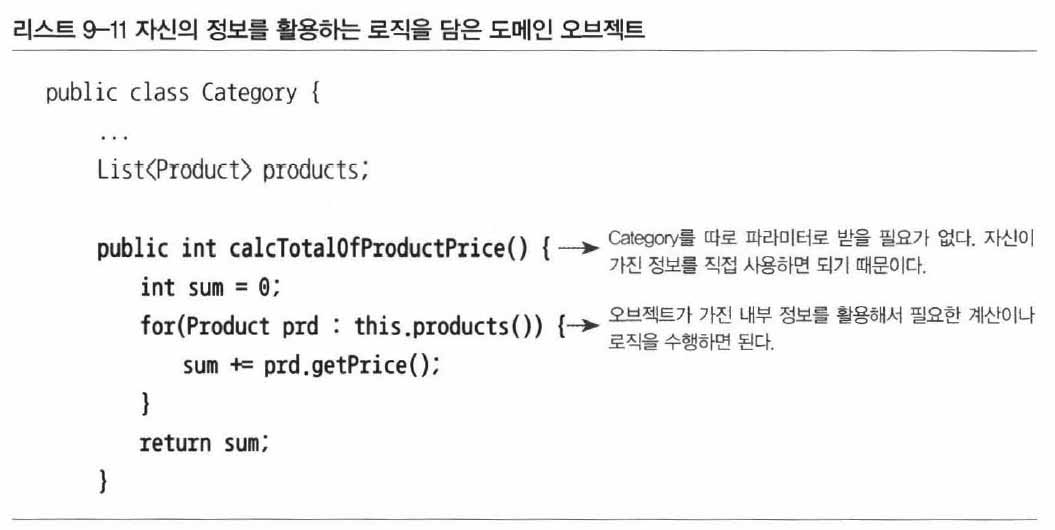 리스트 9-11 자신의 정보를 활용하는 로직을 담은 도메인 오브젝트
public class Category {
...
List<Product> products;
public int calcTotalOfProductPrice() { → Category를 따로 파라미터로 받을 필요가 없다. 자신이
가진 정보를 직접 사용하면 되기 때문이다.
int sum = 0;
for(Product prd : this.products()) { → 오브젝트가 가진 내부 정보를 활용해서 필요한 계산이나
로직을 수행하면 된다.
sum += prd.getPrice();
}
return sum;
}